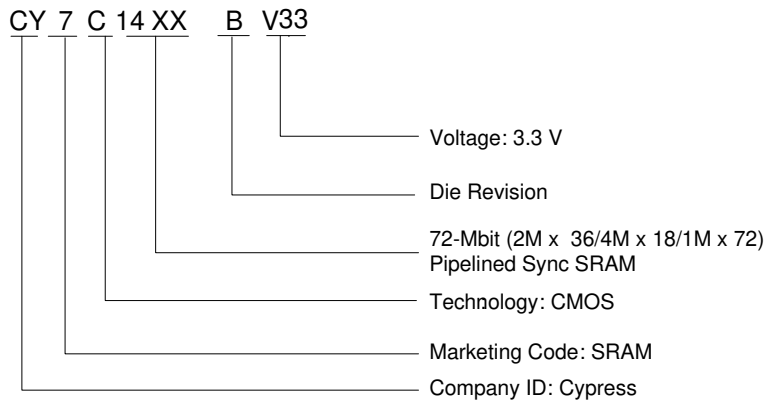 CY 7 C 14 XX B V33
Voltage: 3.3 V
Die Revision
72-Mbit (2M x 36/4M x 18/1M x 72)
Pipelined Sync SRAM
Technology: CMOS
Marketing Code: SRAM
Company ID: Cypress